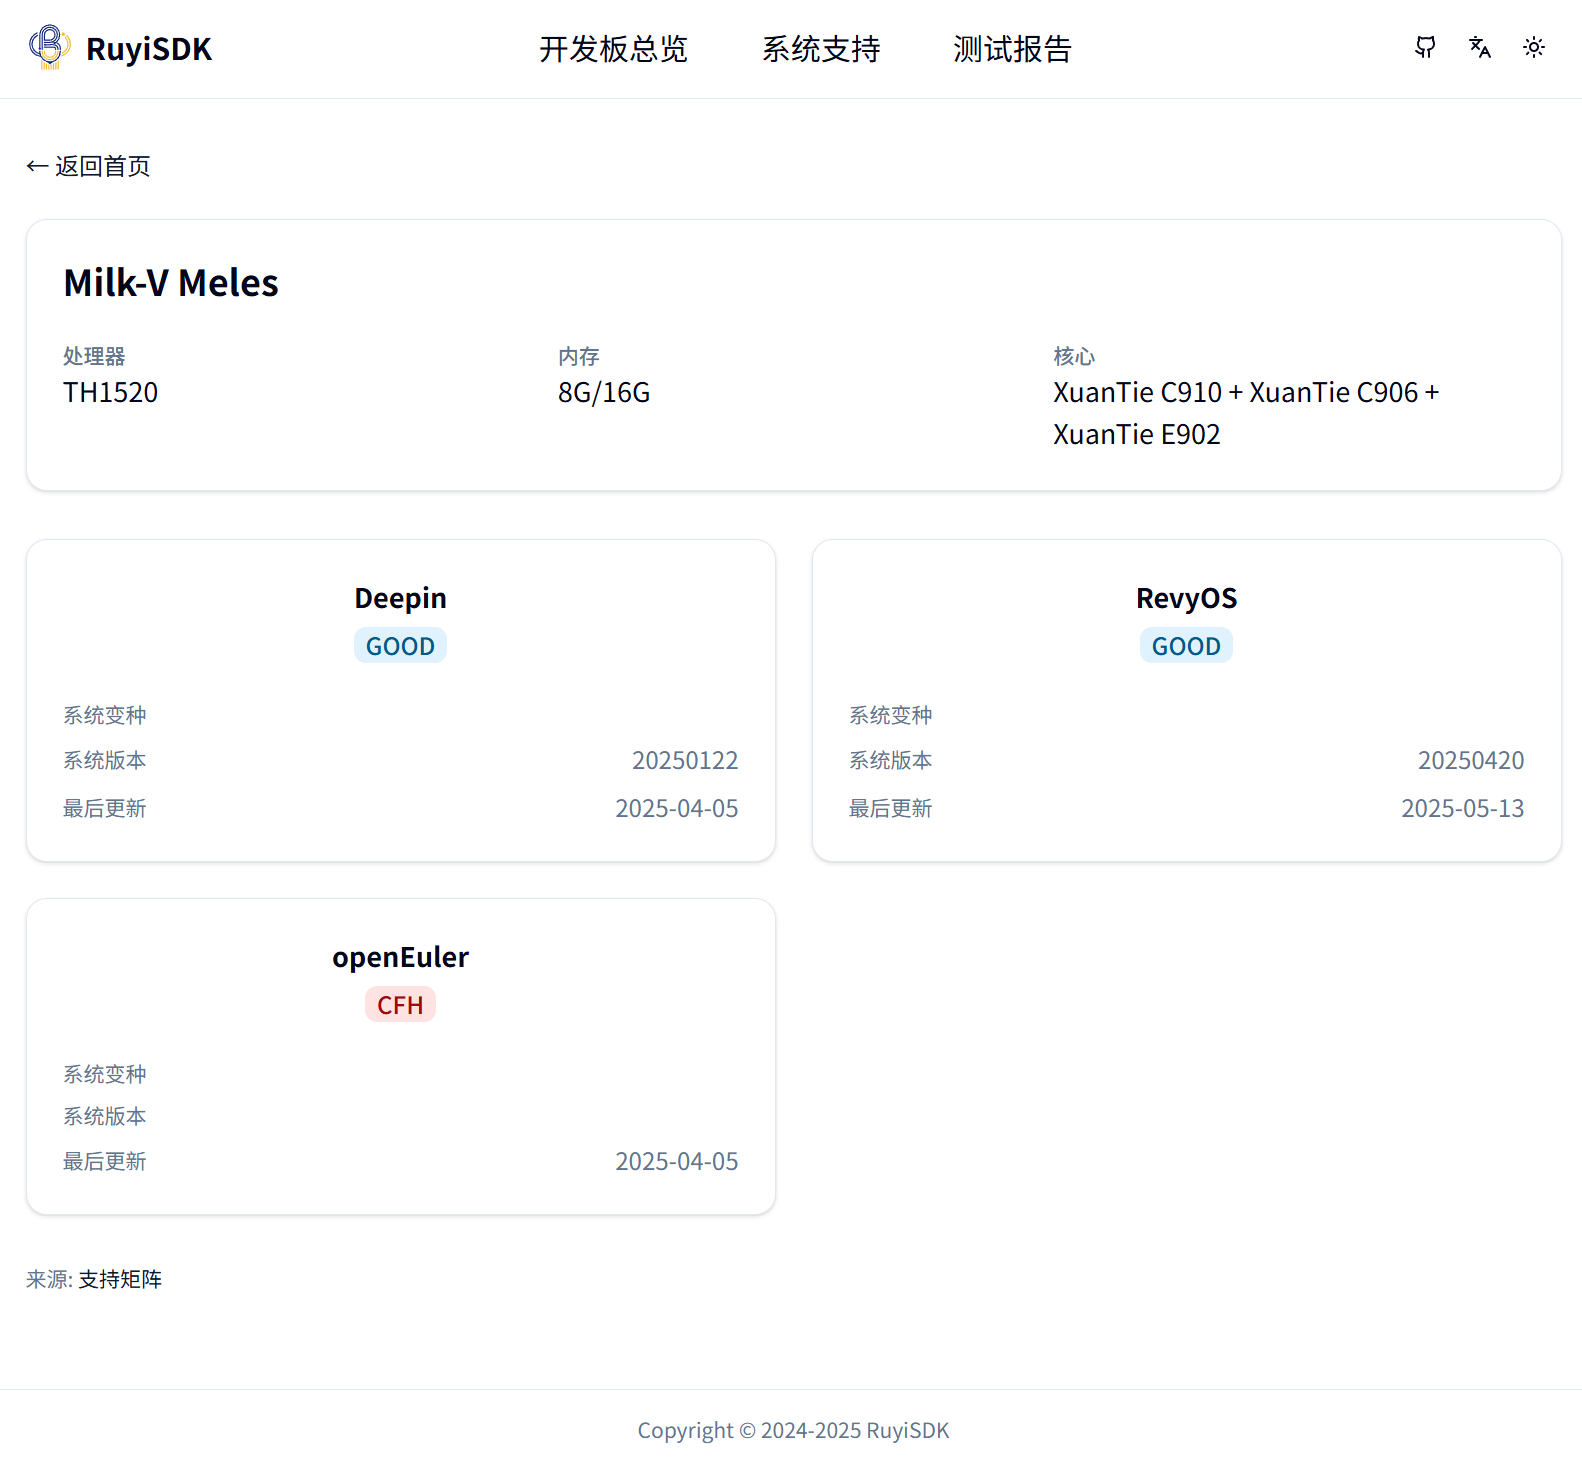 RuyiSDK
开发板总览
系统支持
测试报告
← 返回首页
Milk-V Meles
处理器
TH1520
内存
8G/16G
核心
XuanTie C910 + XuanTie C906 +
XuanTie E902
Deepin
GOOD
系统变种
系统版本 20250122
最后更新 2025-04-05
RevyOS
GOOD
系统变种
系统版本 20250420
最后更新 2025-05-13
openEuler
CFH
系统变种
系统版本
最后更新 2025-04-05
来源: 支持矩阵
Copyright © 2024-2025 RuyiSDK